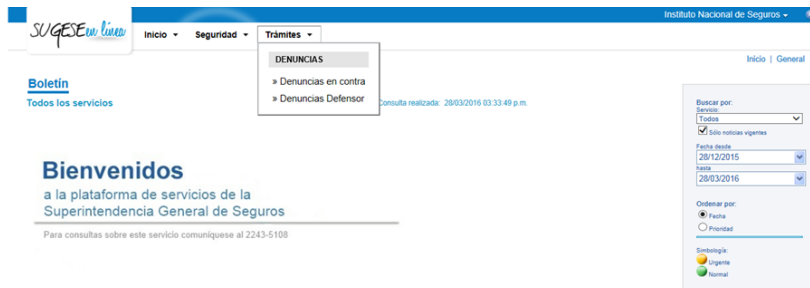 Instituto Nacional de Seguros
SUGESE en línea
Inicio
Seguridad
Trámites
DENUNCIAS
» Denuncias en contra
» Denuncias Defensor
Inicio | General
Boletín
Todos los servicios
Consulta realizada: 28/03/2016 03:33:49 p.m.
Bienvenidos
a la plataforma de servicios de la
Superintendencia General de Seguros
Para consultas sobre este servicio comuníquese al 2243-5108
Buscar por:
Servicio:
Todos
Sólo noticias vigentes
Fecha desde
28/12/2015
hasta
28/03/2016
Ordenar por:
Fecha
Prioridad
Simbología:
Urgente
Normal